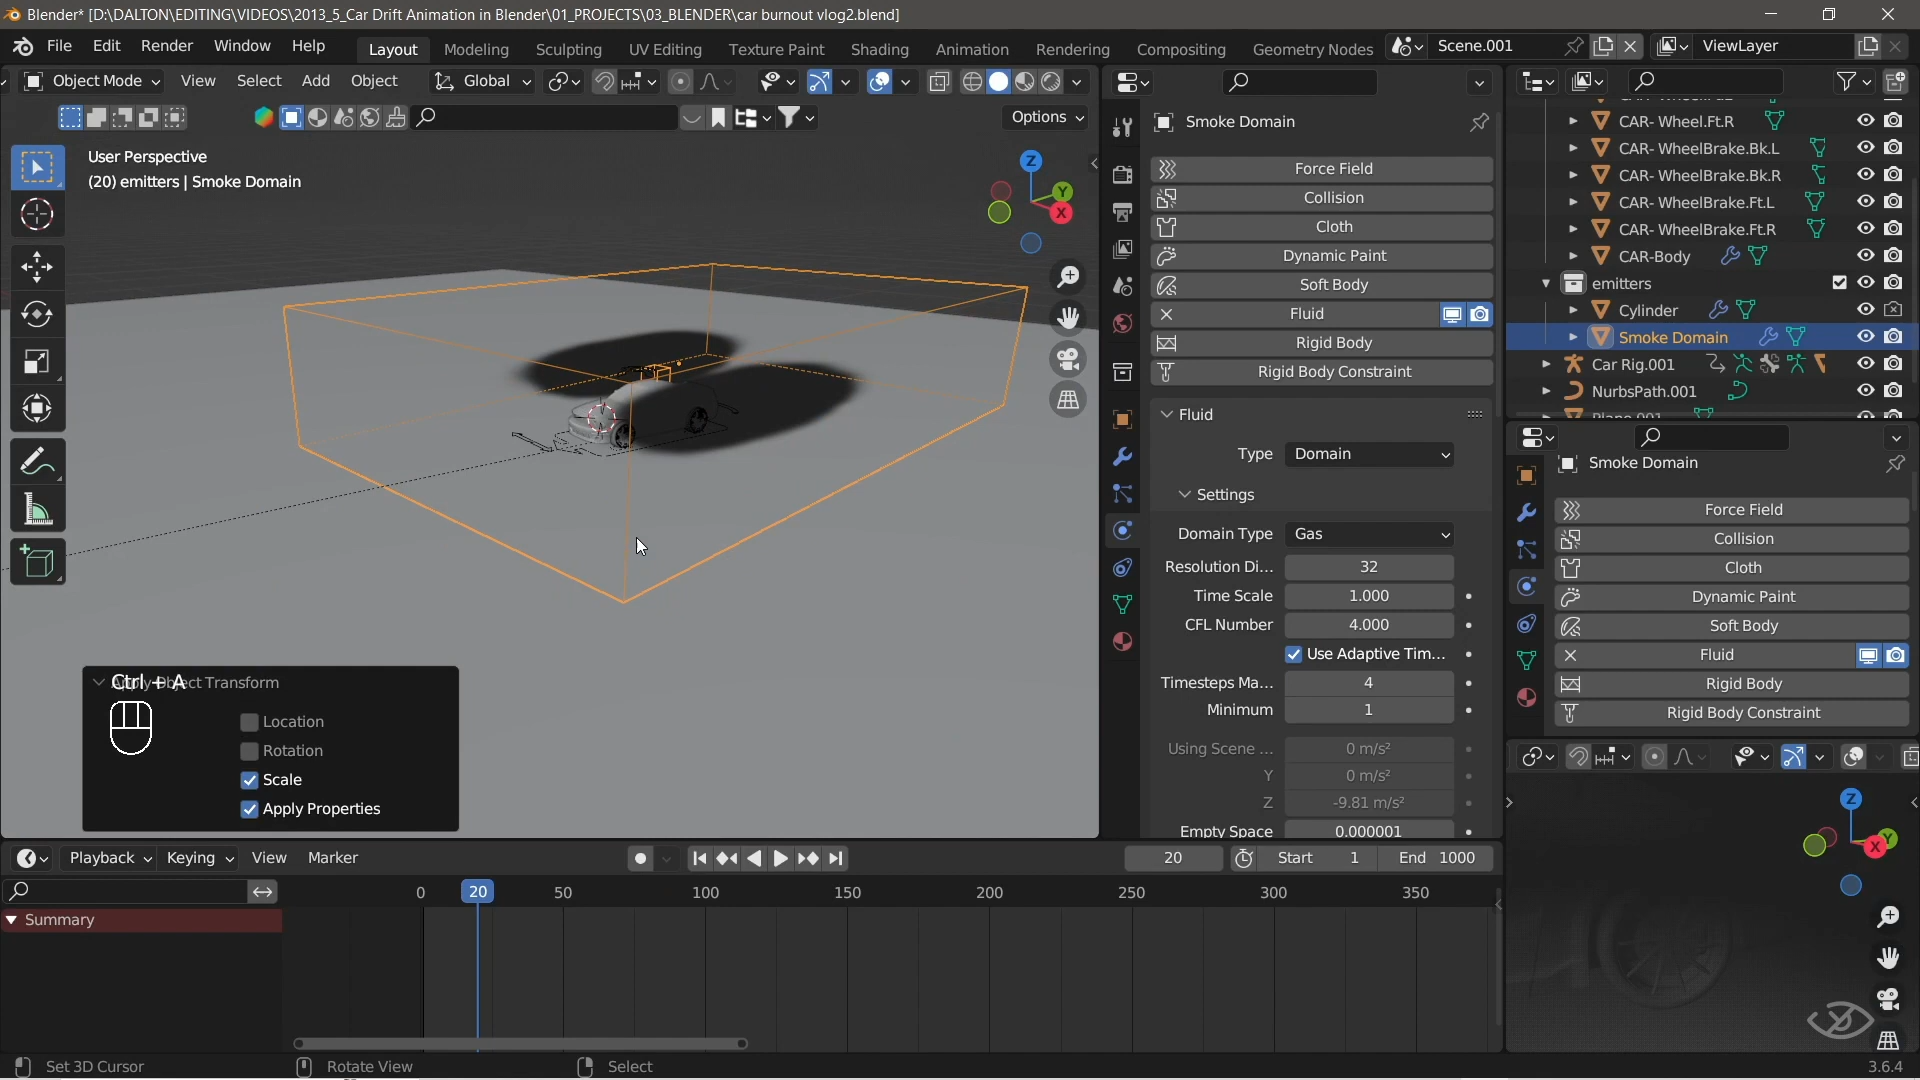 Blender* [D:\DALTON\EDITING\VIDEOS\2013_5_Car Drift Animation in Blender\01_PROJECTS\03_BLENDER\car burnout vlog2.blend]
File Edit Render Window Help Layout Modeling Sculpting UV Editing Texture Paint Shading Animation Rendering Compositing Geometry Nodes Scene.001 ViewLayer
Object Mode View Select Add Object Global
Options
User Perspective
(20) emitters | Smoke Domain
Z
Y
X
Ctrl + A
Apply Object Transform
Location
Rotation
Scale
Apply Properties
Smoke Domain
Force Field
Collision
Cloth
Dynamic Paint
Soft Body
Fluid
Rigid Body
Rigid Body Constraint
Fluid
Type Domain
Settings
Domain Type Gas
Resolution Di... 32
Time Scale 1.000
CFL Number 4.000
Use Adaptive Tim...
Timesteps Ma... 4
Minimum 1
Using Scene ... 0 m/s²
Y 0 m/s²
Z -9.81 m/s²
Empty Space 0.000001
CAR- Wheel.Ft.R
CAR- WheelBrake.Bk.L
CAR- WheelBrake.Bk.R
CAR- WheelBrake.Ft.L
CAR- WheelBrake.Ft.R
CAR-Body
emitters
Cylinder
Smoke Domain
Car Rig.001
NurbsPath.001
Plane.001
Smoke Domain
Force Field
Collision
Cloth
Dynamic Paint
Soft Body
Fluid
Rigid Body
Rigid Body Constraint
Z
Y
X
Playback Keying View Marker 20 Start 1 End 1000
0 20 50 100 150 200 250 300 350
Summary
Set 3D Cursor Rotate View Select 3.6.4